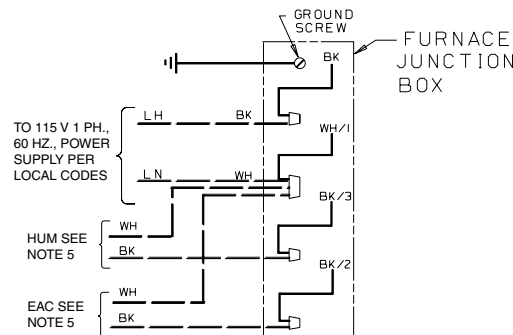 GROUND
SCREW
FURNACE
JUNCTION
BOX
BK
LH
BK
TO 115 V 1 PH.,
60 HZ., POWER
SUPPLY PER
LOCAL CODES
WH/1
LN
WH
BK/3
WH
HUM SEE
NOTE 5
BK
BK/2
WH
EAC SEE
NOTE 5
BK